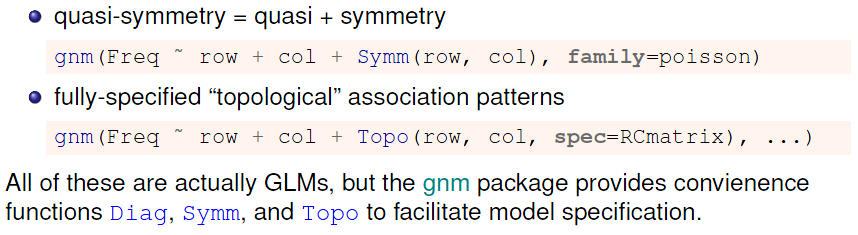 quasi-symmetry = quasi + symmetry
gnm(Freq ~ row + col + Symm(row, col), family=poisson)
fully-specified “topological” association patterns
gnm(Freq ~ row + col + Topo(row, col, spec=RCmatrix), ...)
All of these are actually GLMs, but the gnm package provides convienence
functions Diag, Symm, and Topo to facilitate model specification.